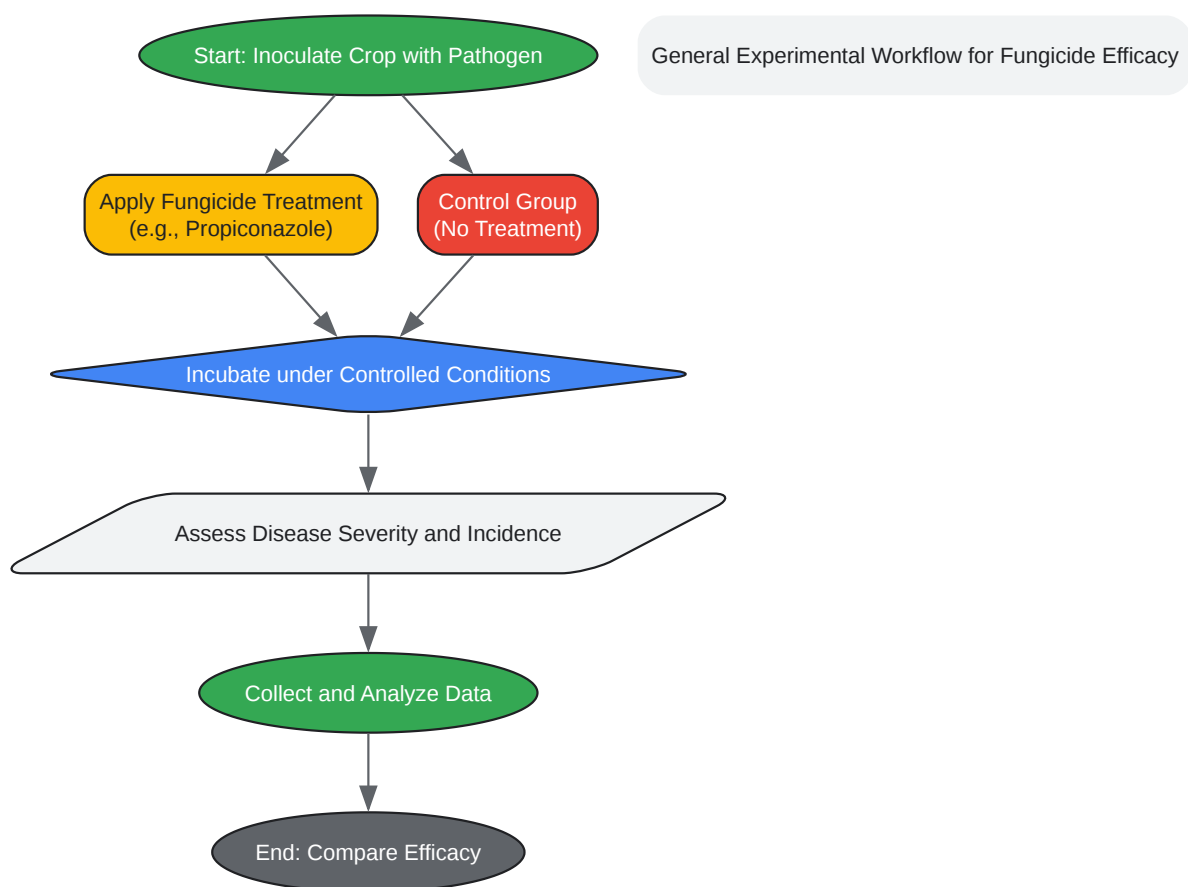 Start: Inoculate Crop with Pathogen
General Experimental Workflow for Fungicide Efficacy
Apply Fungicide Treatment
(e.g., Propiconazole)
Control Group
(No Treatment)
Incubate under Controlled Conditions
Assess Disease Severity and Incidence
Collect and Analyze Data
End: Compare Efficacy